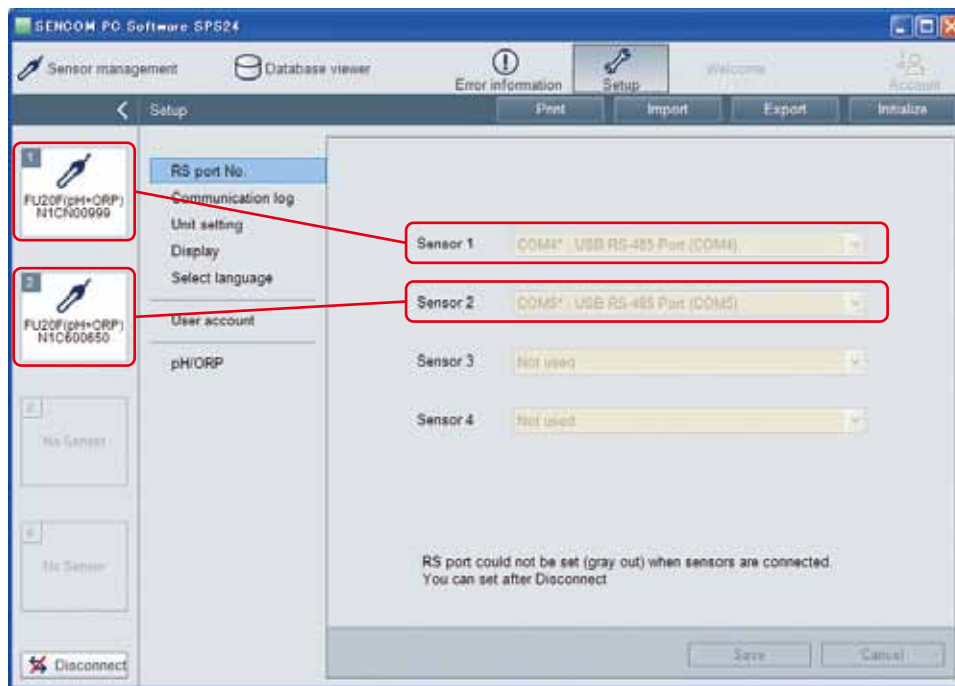 SENCOM PC Software SPS24
Sensor management
Database viewer
Error information
Setup
Welcome
Account
Setup
Print
Import
Export
Initialize
1
FU20F(pH+ORP)
N1CN00999
2
FU20F(pH+ORP)
N1C600650
No Sensor
No Sensor
Disconnect
RS port No.
Communication log
Unit setting
Display
Select language
User account
pH/ORP
Sensor 1
COM4* : USB RS-485 Port (COM4)
Sensor 2
COM5* : USB RS-485 Port (COM5)
Sensor 3
Not used
Sensor 4
Not used
RS port could not be set (gray out) when sensors are connected.
You can set after Disconnect
Save
Cancel